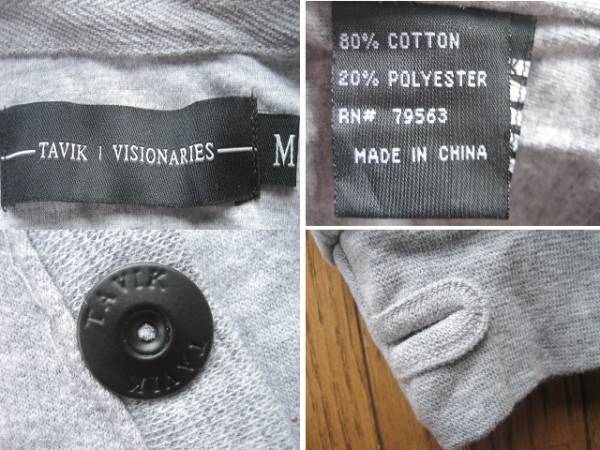 TAVIK | VISIONARIES
M
80% COTTON
20% POLYESTER
RN# 79563
MADE IN CHINA
TAVIK
TAVIK